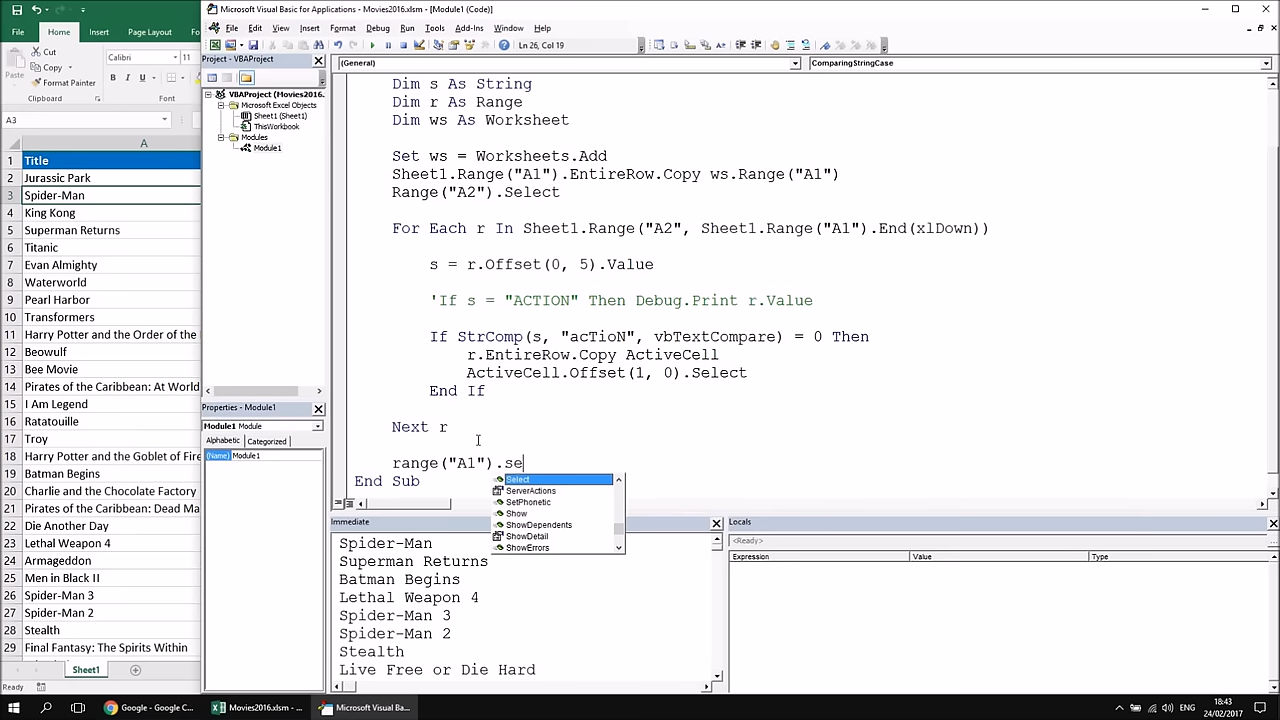 Microsoft Visual Basic for Applications - Movies2016.xlsm - [Module1 (Code)]
File Home Insert Page Layout Fo
File Edit View Insert Format Debug Run Tools Add-Ins Window Help
Ln 26, Col 19
Cut
Copy
Format Painter
Paste
Clipboard
Calibri 11
B I U
Font
A3
Project - VBAProject
VBAProject (Movies2016.
Microsoft Excel Objects
Sheet1 (Sheet1)
ThisWorkbook
Modules
Module1
Properties - Module1
Module1 Module
Alphabetic Categorized
(Name) Module1
A
1 Title
2 Jurassic Park
3 Spider-Man
4 King Kong
5 Superman Returns
6 Titanic
7 Evan Almighty
8 Waterworld
9 Pearl Harbor
10 Transformers
11 Harry Potter and the Order of the
12 Beowulf
13 Bee Movie
14 Pirates of the Caribbean: At World
15 I Am Legend
16 Ratatouille
17 Troy
18 Harry Potter and the Goblet of Fire
19 Batman Begins
20 Charlie and the Chocolate Factory
21 Pirates of the Caribbean: Dead Ma
22 Die Another Day
23 Lethal Weapon 4
24 Armageddon
25 Men in Black II
26 Spider-Man 3
27 Spider-Man 2
28 Stealth
29 Final Fantasy: The Spirits Within
Sheet1
Ready
(General) ComparingStringCase
Dim s As String
Dim r As Range
Dim ws As Worksheet
Set ws = Worksheets.Add
Sheet1.Range("A1").EntireRow.Copy ws.Range("A1")
Range("A2").Select
For Each r In Sheet1.Range("A2", Sheet1.Range("A1").End(xlDown))
s = r.Offset(0, 5).Value
'If s = "ACTION" Then Debug.Print r.Value
If StrComp(s, "acTioN", vbTextCompare) = 0 Then
r.EntireRow.Copy ActiveCell
ActiveCell.Offset(1, 0).Select
End If
Next r
range("A1").se
End Sub
Select
ServerActions
SetPhonetic
Show
ShowDependents
ShowDetail
ShowErrors
Immediate
Spider-Man
Superman Returns
Batman Begins
Lethal Weapon 4
Spider-Man 3
Spider-Man 2
Stealth
Live Free or Die Hard
Locals
<Ready>
Expression Value Type
Google - Google C...
Movies2016.xlsm -...
Microsoft Visual Ba...
ENG
18:43
24/02/2017